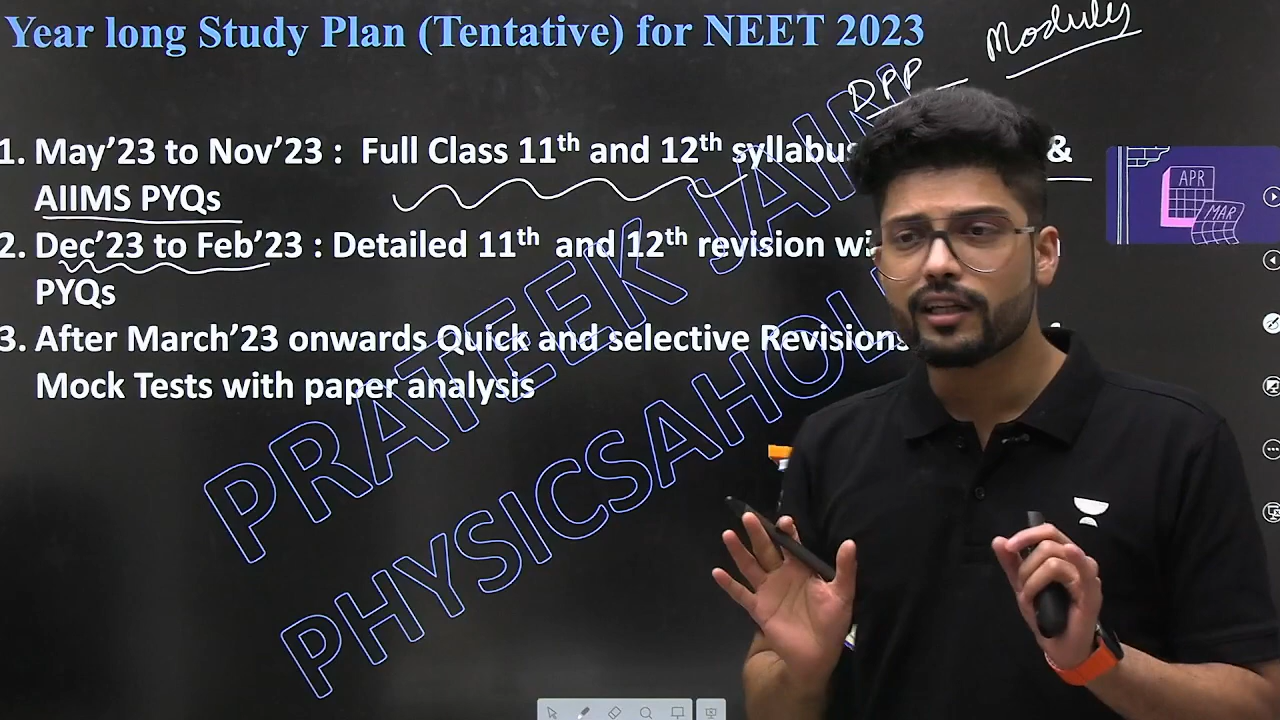 Year long Study Plan (Tentative) for NEET 2023
Modules
DPP
1. May'23 to Nov'23 : Full Class 11th and 12th syllabus &
AIIMS PYQs
2. Dec'23 to Feb'23 : Detailed 11th and 12th revision
PYQs
3. After March'23 onwards Quick and selective Revisions
Mock Tests with paper analysis
APR
MAR
PRATEEK JAIN